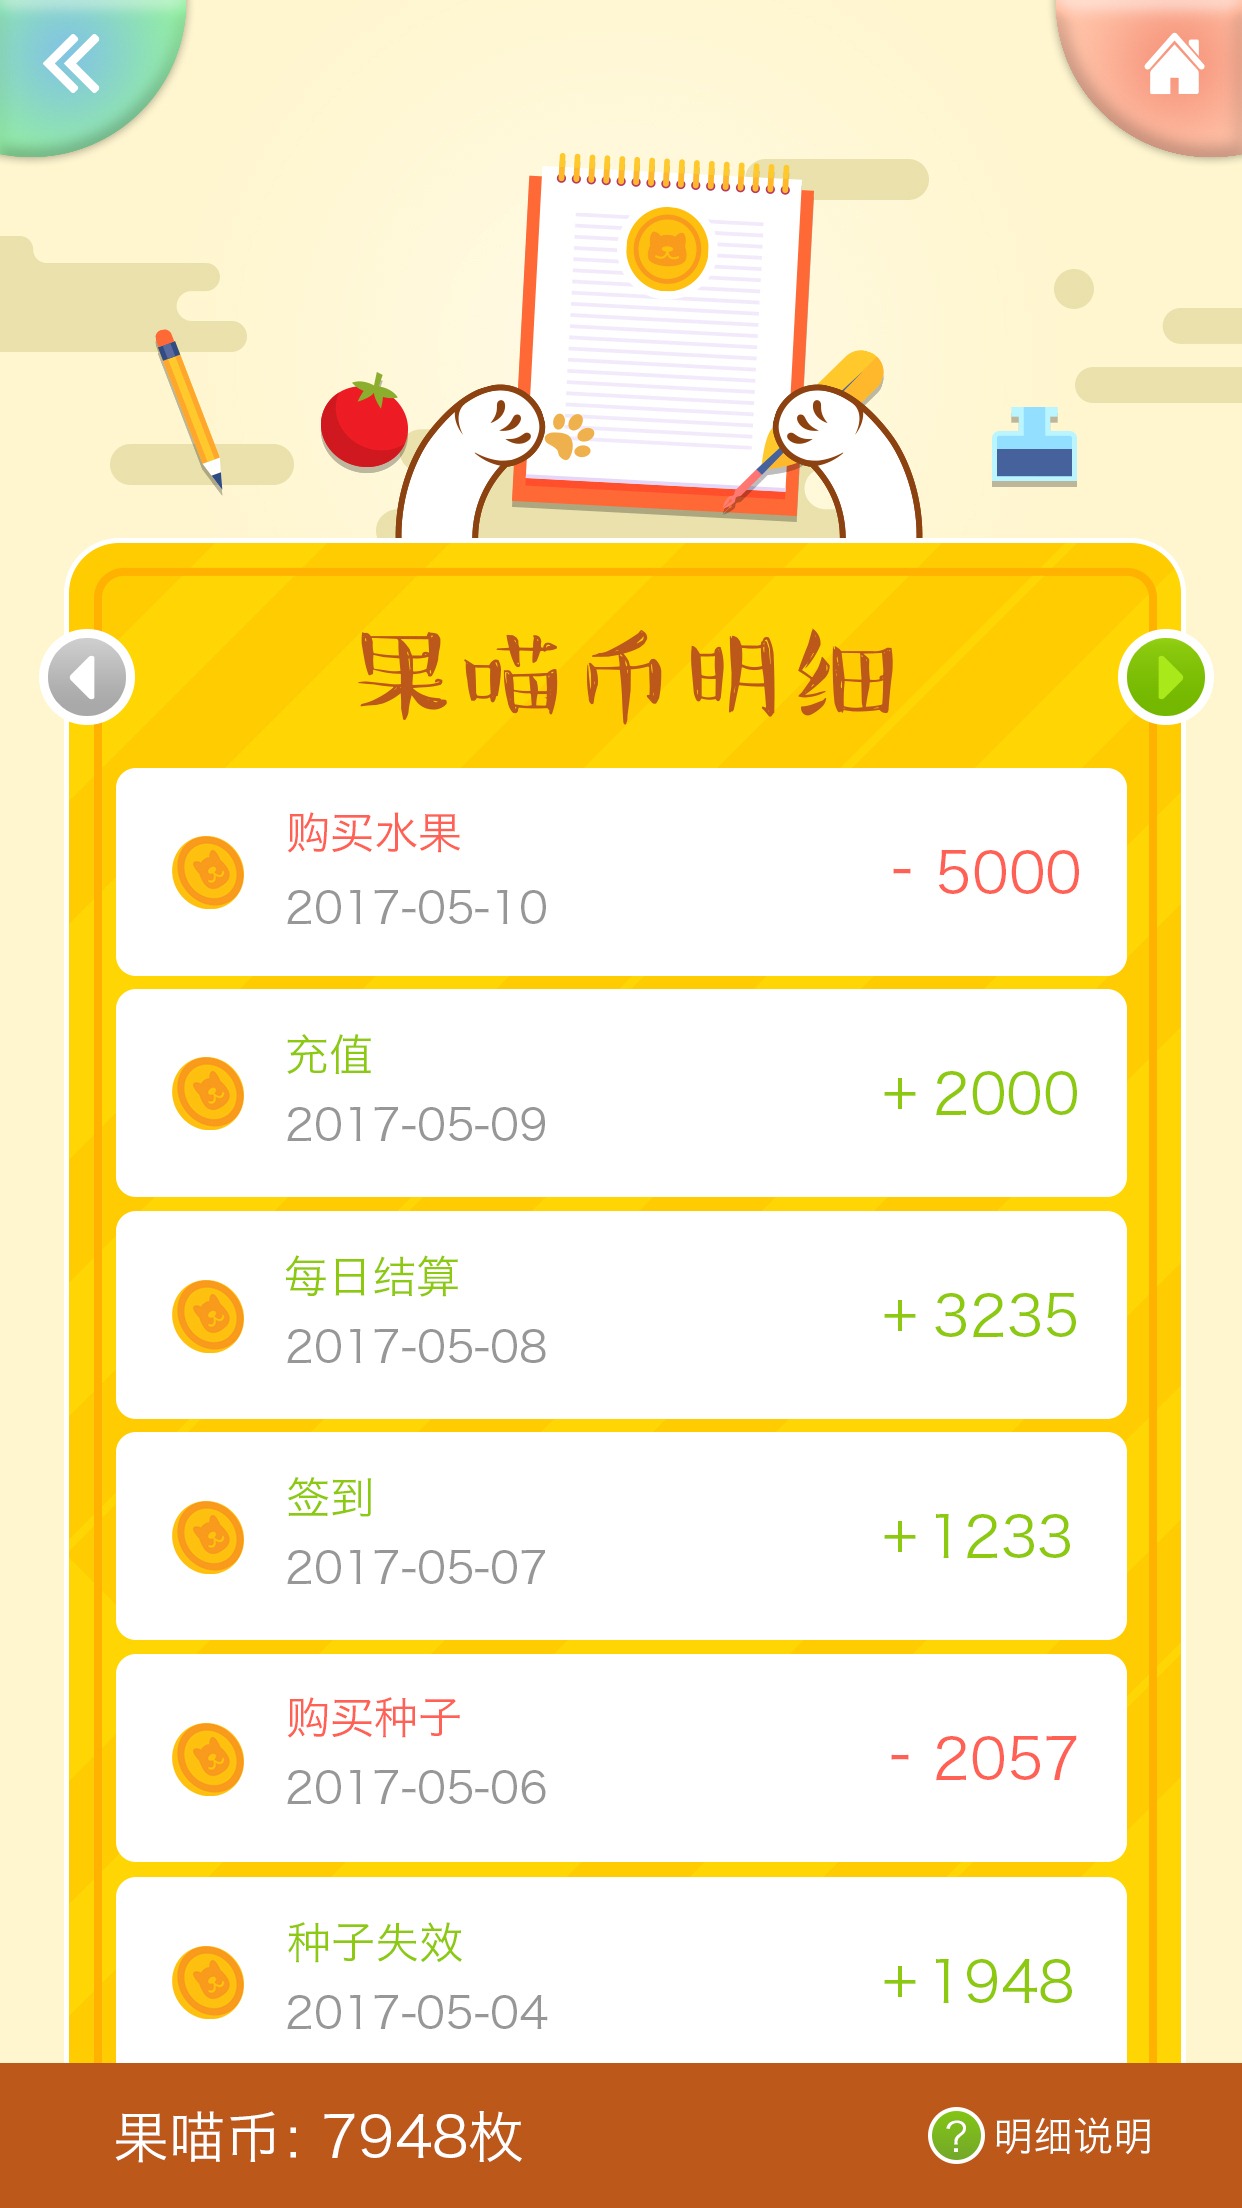 果喵币明细
购买水果
2017-05-10
- 5000
充值
2017-05-09
+ 2000
每日结算
2017-05-08
+ 3235
签到
2017-05-07
+ 1233
购买种子
2017-05-06
- 2057
种子失效
2017-05-04
+ 1948
果喵币: 7948枚
? 明细说明